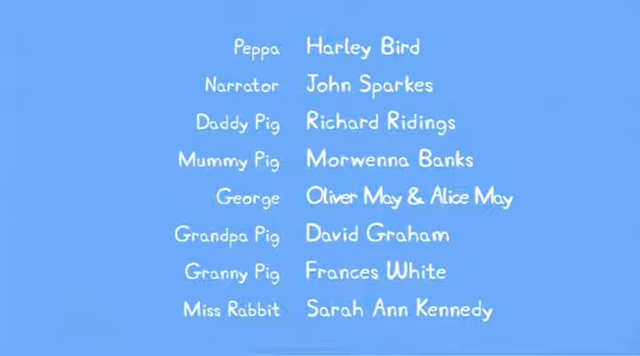 Peppa Harley Bird
Narrator John Sparkes
Daddy Pig Richard Ridings
Mummy Pig Morwenna Banks
George Oliver May & Alice May
Grandpa Pig David Graham
Granny Pig Frances White
Miss Rabbit Sarah Ann Kennedy